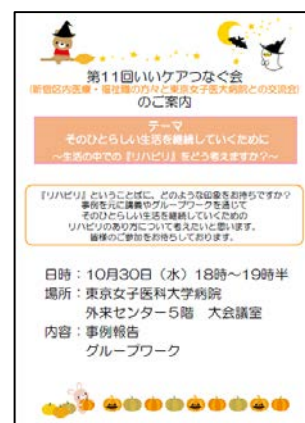 第11回いいケアつなぐ会
(新宿区内医療・福祉職の方々と東京女子医大病院との交流会)
のご案内
テーマ
そのひとらしい生活を継続していくために
～生活の中での『リハビリ』をどう考えますか？～
『リハビリ』ということばに、どのような印象をお持ちですか？
事例を元に講義やグループワークを通じて
そのひとらしい生活を継続していくための
リハビリのあり方について考えたいと思います。
皆様のご参加をお待ちしております。
日時：10月30日（水）18時～19時半
場所：東京女子医科大学病院
外来センター5階　大会議室
内容：事例報告
グループワーク